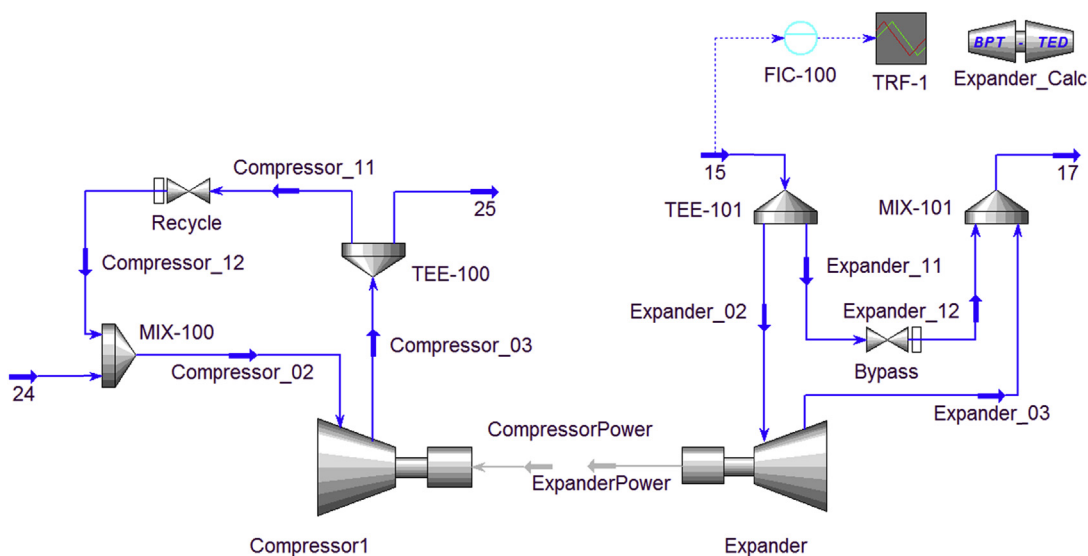 BPT - TED
FIC-100
TRF-1
Expander_Calc
Compressor_11
15
17
25
TEE-101
MIX-101
Recycle
Compressor_12
TEE-100
Expander_11
Expander_02
Expander_12
MIX-100
Compressor_03
Compressor_02
Bypass
24
Expander_03
CompressorPower
ExpanderPower
Compressor1
Expander